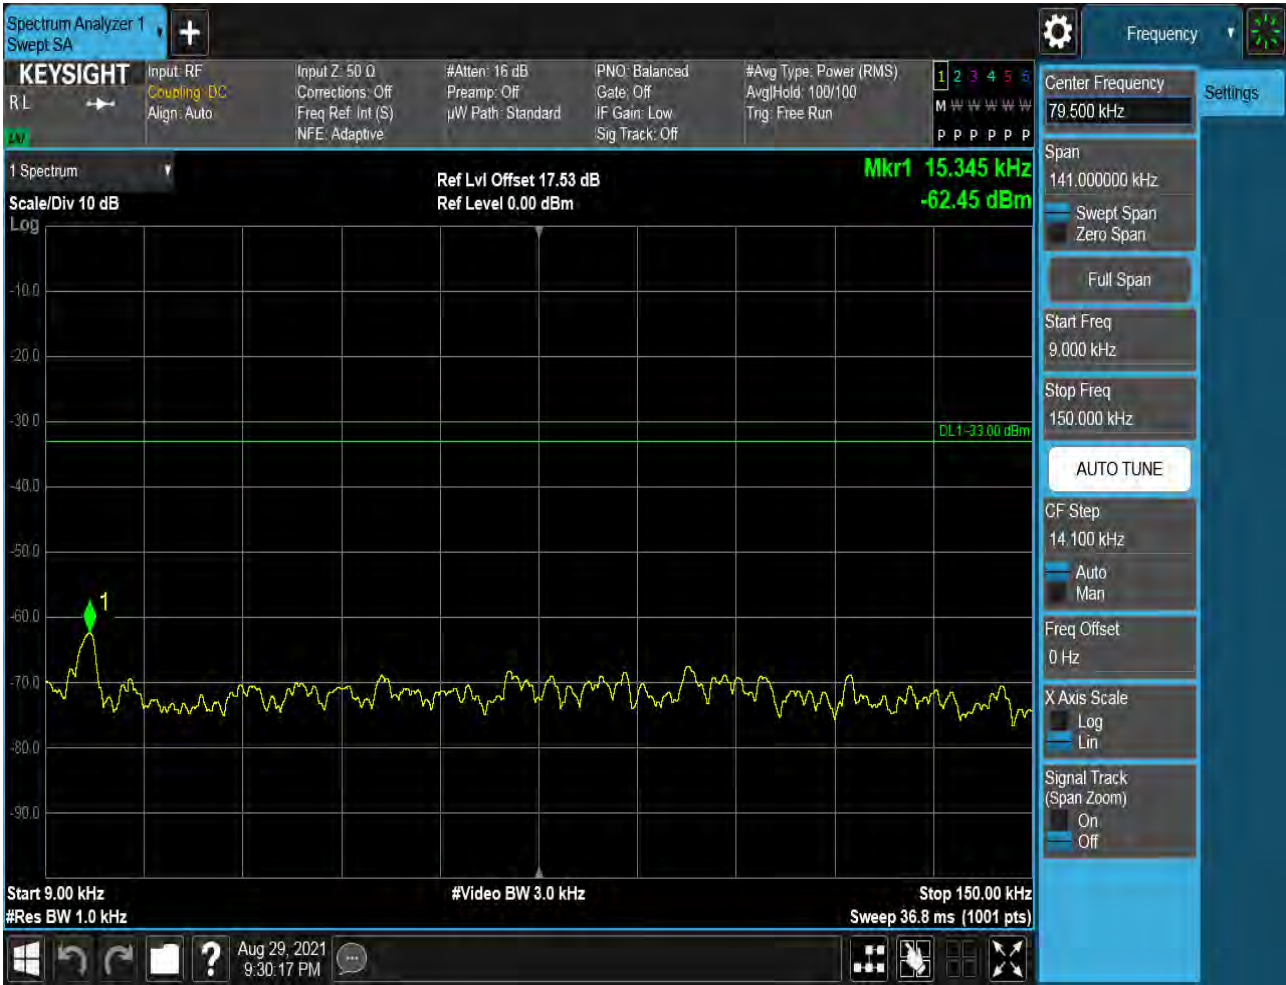 Spectrum Analyzer 1
Swept SA
+
Frequency
KEYSIGHT
R L
LXI
Input: RF
Coupling: DC
Align: Auto
Input Z: 50 Ω
Corrections: Off
Freq Ref: Int (S)
NFE: Adaptive
#Atten: 16 dB
Preamp: Off
µW Path: Standard
PNO: Balanced
Gate: Off
IF Gain: Low
Sig Track: Off
#Avg Type: Power (RMS)
Avg|Hold: 100/100
Trig: Free Run
1 2 3 4 5 6
M W W W W W
P P P P P P
1 Spectrum
Scale/Div 10 dB
Log
Ref Lvl Offset 17.53 dB
Ref Level 0.00 dBm
Mkr1 15.345 kHz
-62.45 dBm
-10.0
-20.0
-30.0
DL1 -33.00 dBm
-40.0
-50.0
1
-60.0
-70.0
-80.0
-90.0
Start 9.00 kHz
#Video BW 3.0 kHz
Stop 150.00 kHz
#Res BW 1.0 kHz
Sweep 36.8 ms (1001 pts)
?
Aug 29, 2021
9:30:17 PM
Center Frequency
79.500 kHz
Span
141.000000 kHz
Swept Span
Zero Span
Full Span
Start Freq
9.000 kHz
Stop Freq
150.000 kHz
AUTO TUNE
CF Step
14.100 kHz
Auto
Man
Freq Offset
0 Hz
X Axis Scale
Log
Lin
Signal Track
(Span Zoom)
On
Off
Settings